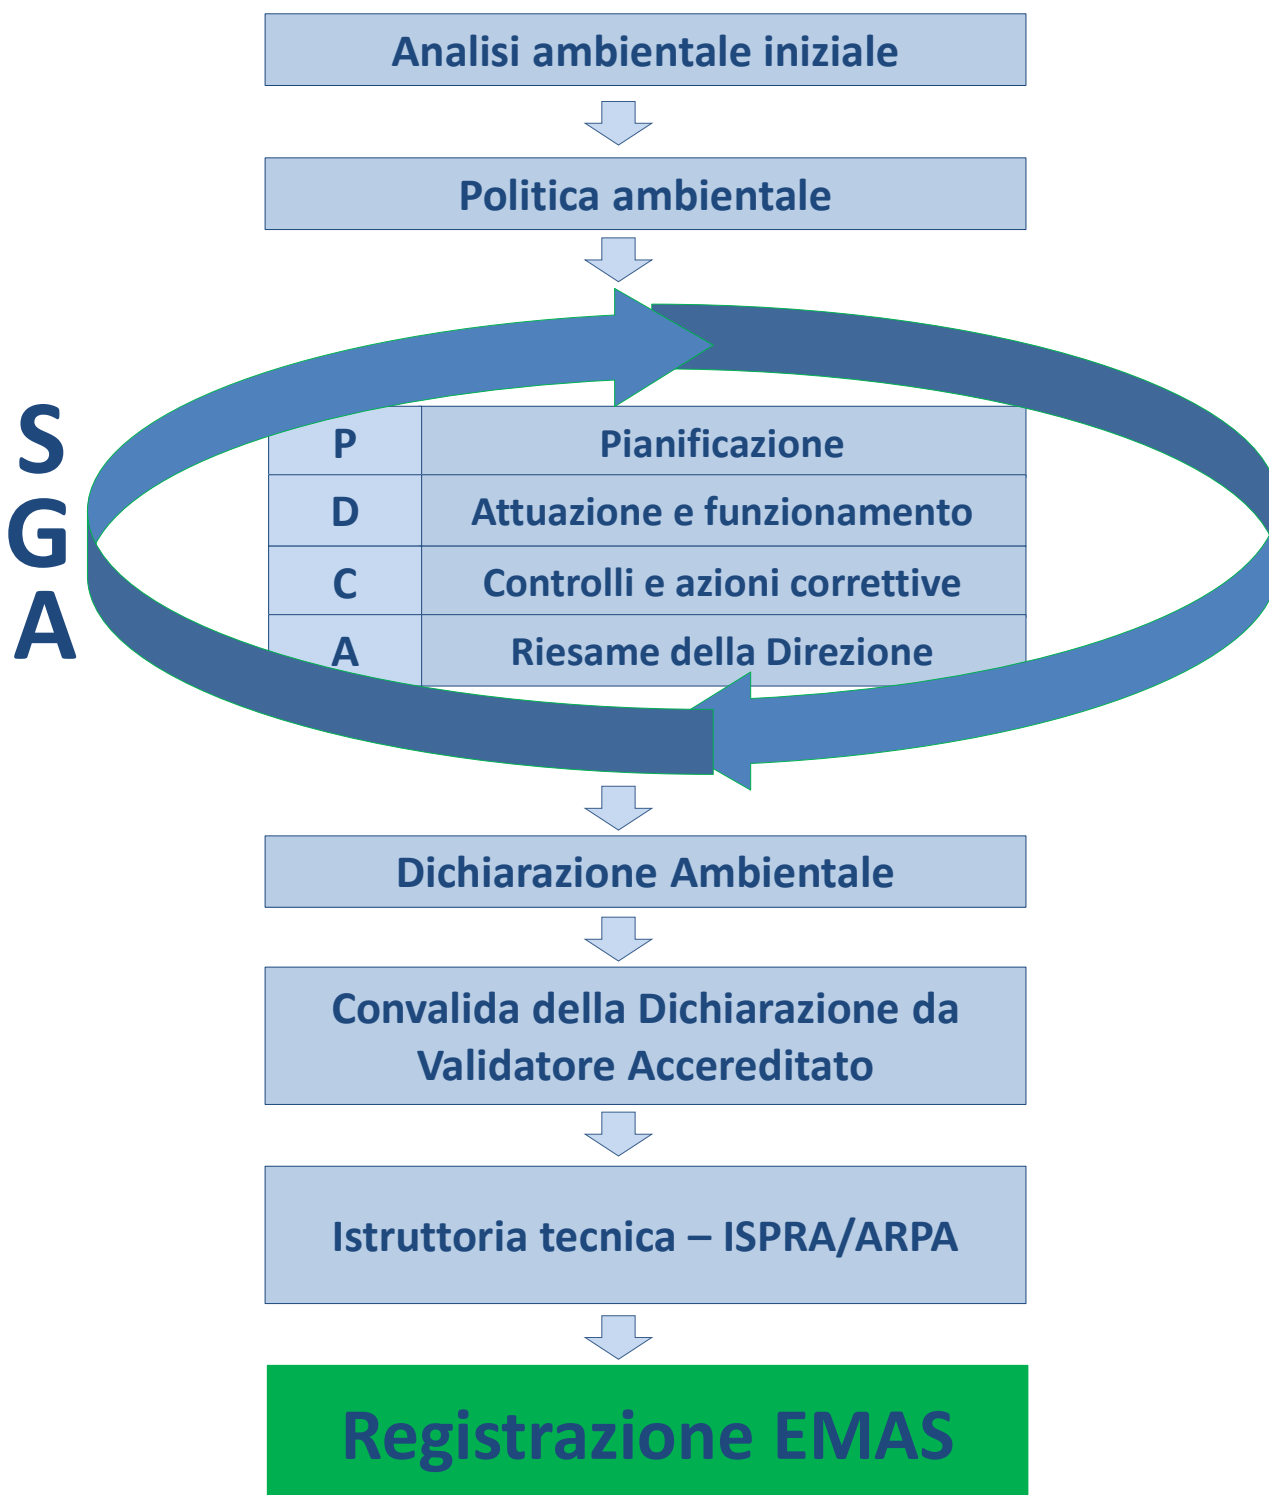 Analisi ambientale iniziale
Politica ambientale
S
G
A
P Pianificazione
D Attuazione e funzionamento
C Controlli e azioni correttive
A Riesame della Direzione
Dichiarazione Ambientale
Convalida della Dichiarazione da
Validatore Accereditato
Istruttoria tecnica – ISPRA/ARPA
Registrazione EMAS